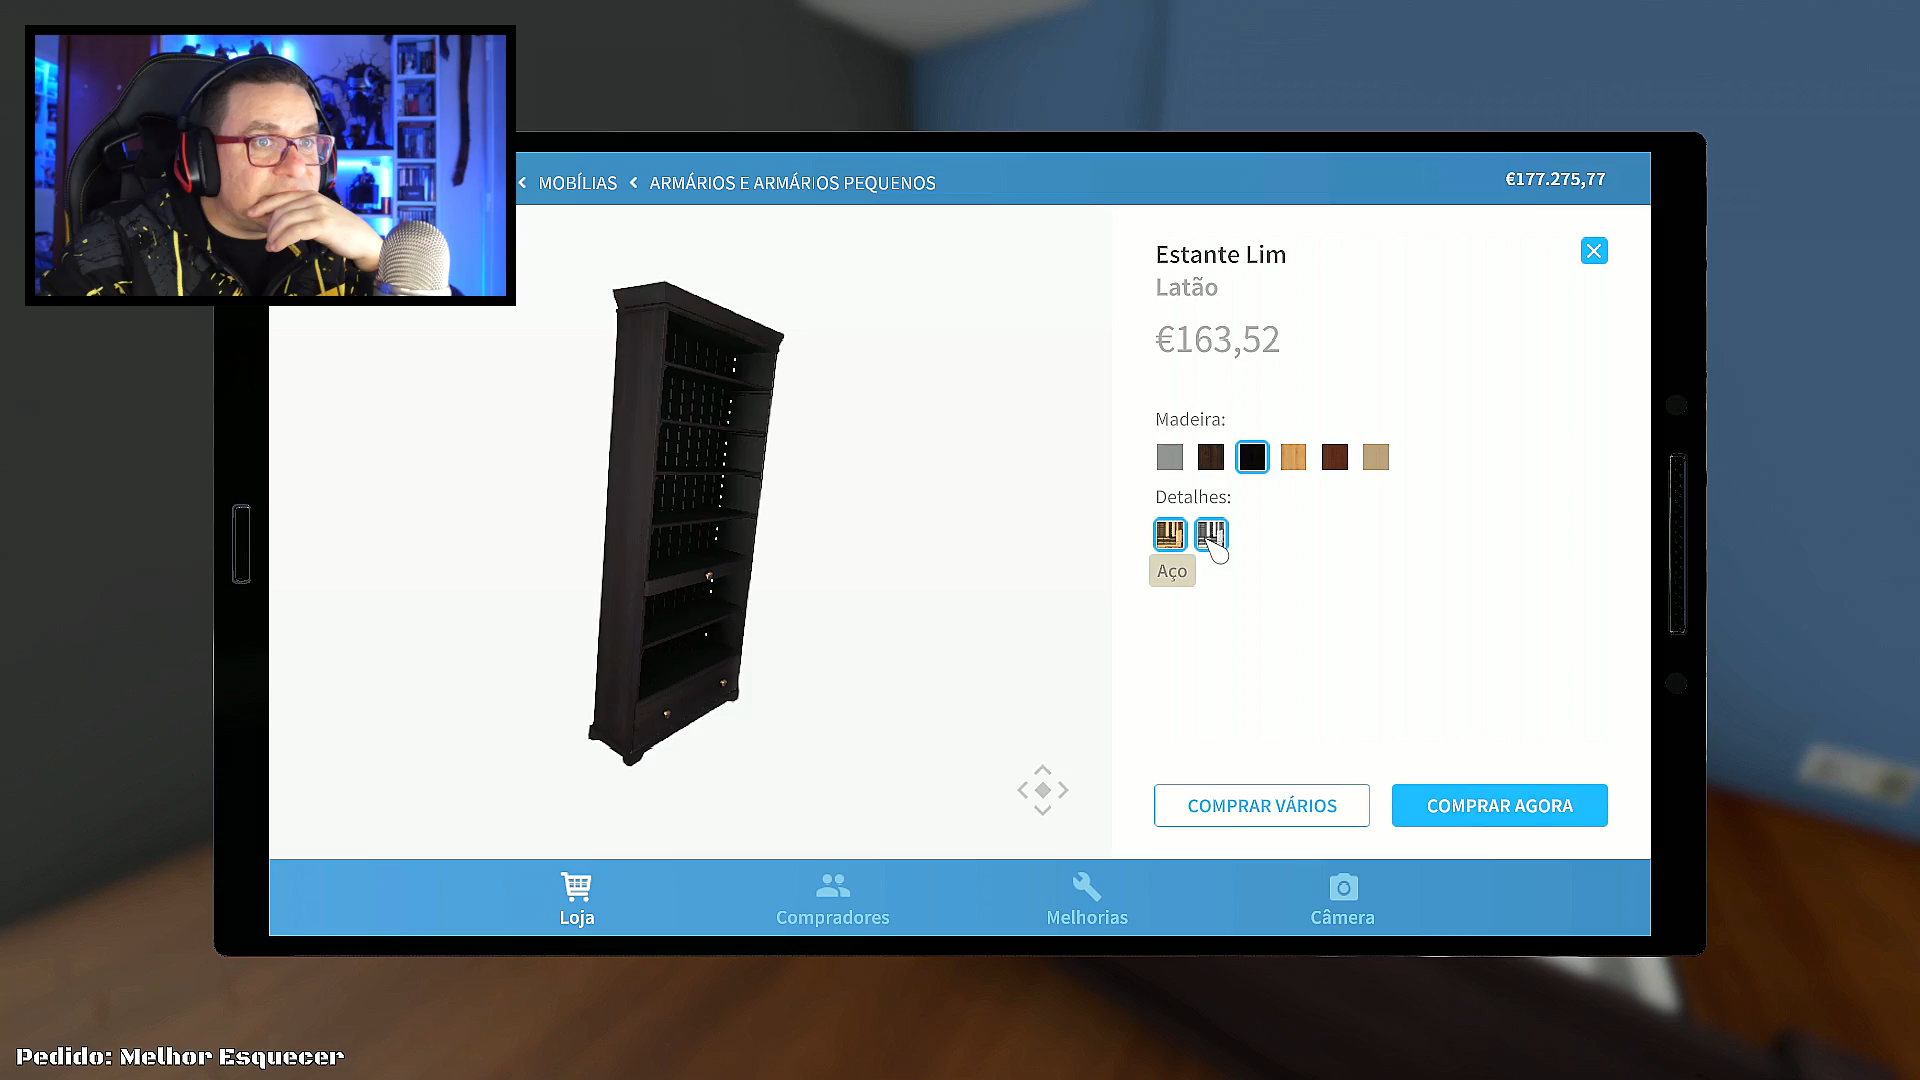 MOBÍLIAS ARMÁRIOS E ARMÁRIOS PEQUENOS
€177.275,77
Estante Lim
Latão
€163,52
Madeira:
Detalhes:
Aço
COMPRAR VÁRIOS
COMPRAR AGORA
Loja
Compradores
Melhorias
Câmera
Pedido: Melhor Esquecer